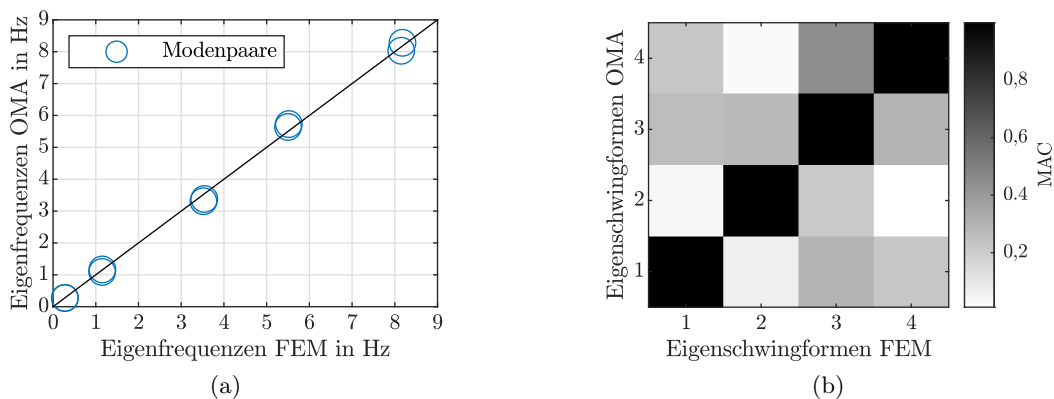 Eigenfrequenzen OMA in Hz
9
8
7
6
5
4
3
2
1
0
Modenpaare
0 1 2 3 4 5 6 7 8 9
Eigenfrequenzen FEM in Hz
(a)
Eigenschwingformen OMA
4
3
2
1
1 2 3 4
Eigenschwingformen FEM
0,8
0,6
0.4
0.2
MAC
(b)